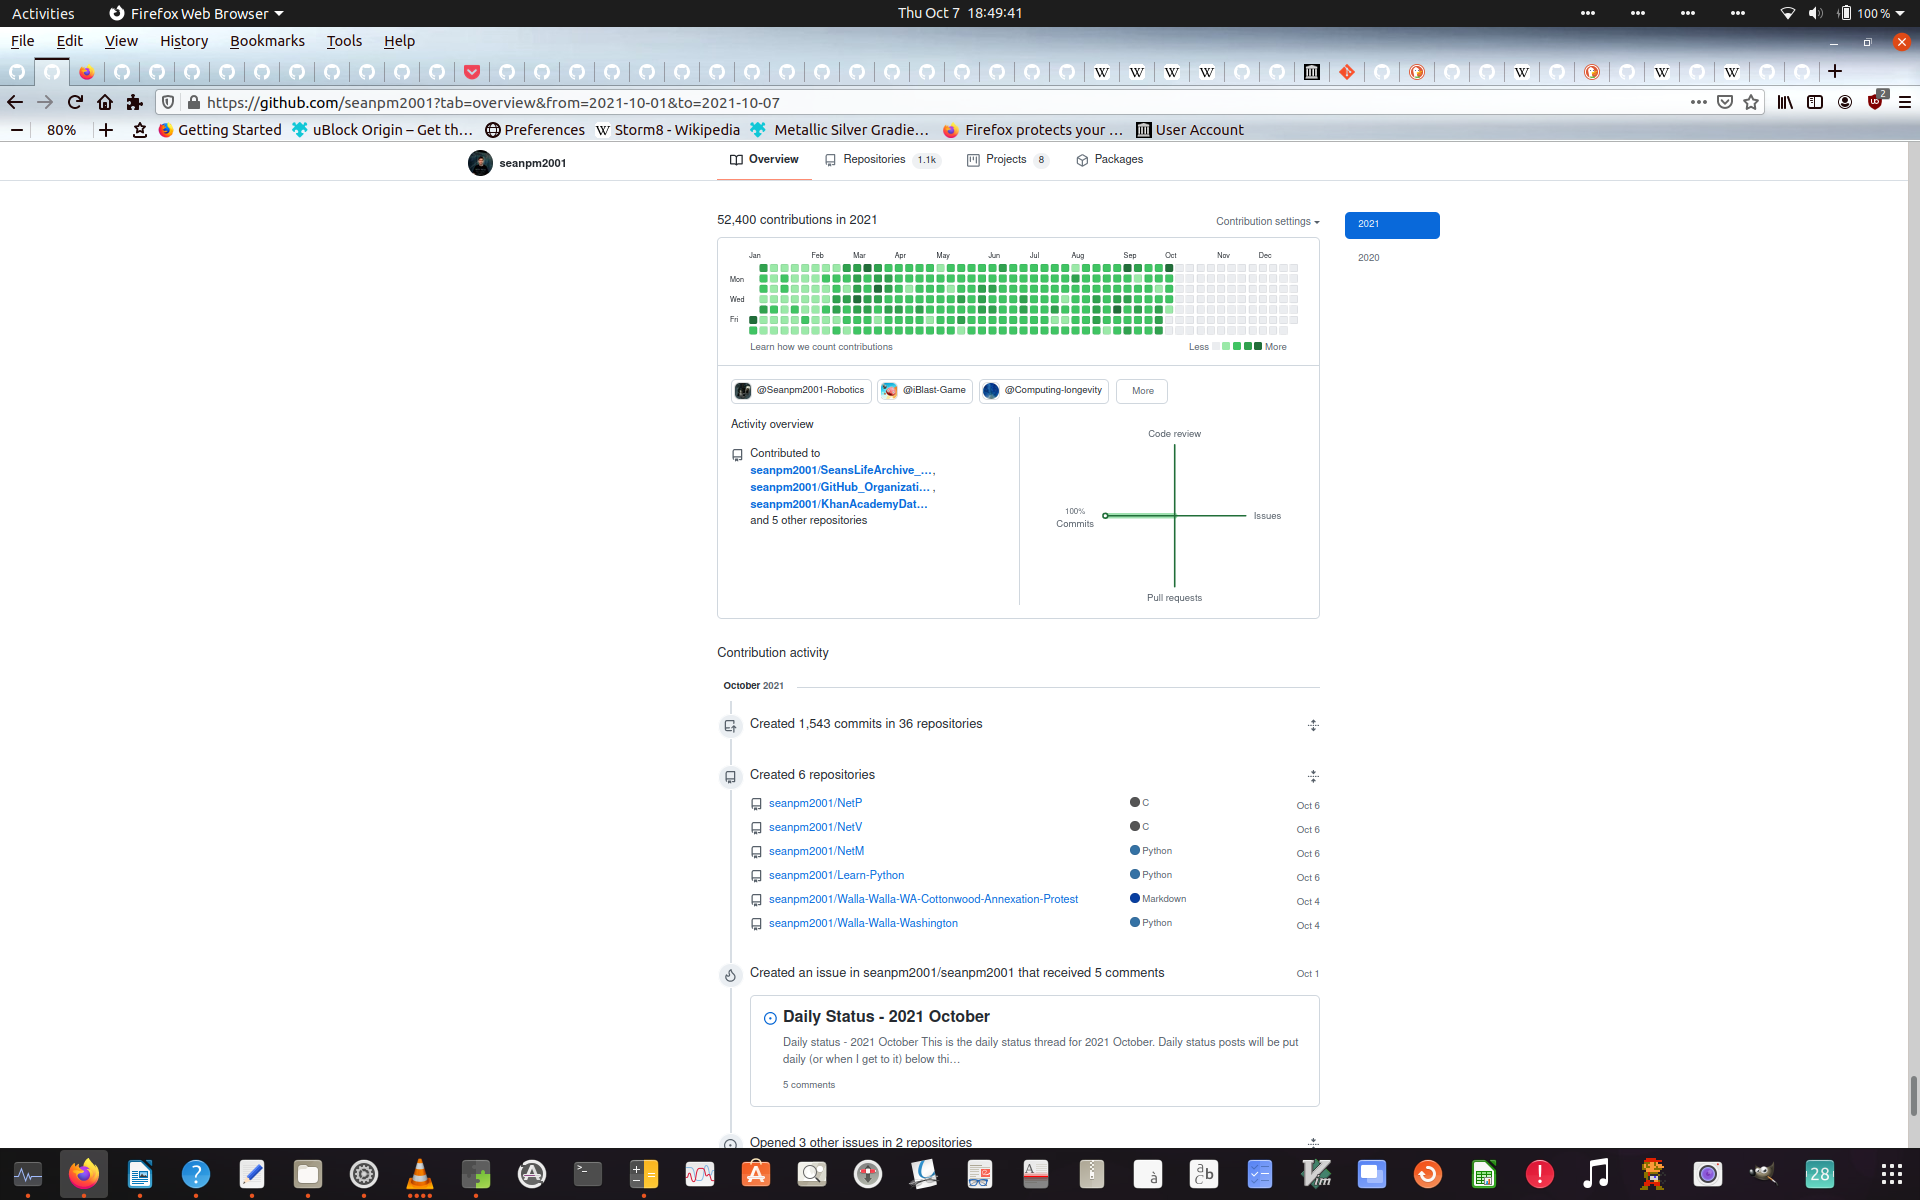 Activities Firefox Web Browser Thu Oct 7 18:49:41 100 %
File Edit View History Bookmarks Tools Help
https://github.com/seanpm2001?tab=overview&from=2021-10-01&to=2021-10-07 2
80% Getting Started uBlock Origin – Get th… Preferences Storm8 - Wikipedia Metallic Silver Gradie… Firefox protects your … User Account
seanpm2001 Overview Repositories 1.1k Projects 8 Packages
52,400 contributions in 2021 Contribution settings
2021
2020
Jan Feb Mar Apr May Jun Jul Aug Sep Oct Nov Dec
Mon
Wed
Fri
Learn how we count contributions Less More
@Seanpm2001-Robotics @iBlast-Game @Computing-longevity More
Activity overview
Contributed to
seanpm2001/SeansLifeArchive_…,
seanpm2001/GitHub_Organizati… ,
seanpm2001/KhanAcademyDat…
and 5 other repositories
Code review
100%
Commits
Issues
Pull requests
Contribution activity
October 2021
Created 1,543 commits in 36 repositories
Created 6 repositories
seanpm2001/NetP C Oct 6
seanpm2001/NetV C Oct 6
seanpm2001/NetM Python Oct 6
seanpm2001/Learn-Python Python Oct 6
seanpm2001/Walla-Walla-WA-Cottonwood-Annexation-Protest Markdown Oct 4
seanpm2001/Walla-Walla-Washington Python Oct 4
Created an issue in seanpm2001/seanpm2001 that received 5 comments Oct 1
Daily Status - 2021 October
Daily status - 2021 October This is the daily status thread for 2021 October. Daily status posts will be put
daily (or when I get to it) below thi…
5 comments
Opened 3 other issues in 2 repositories
28